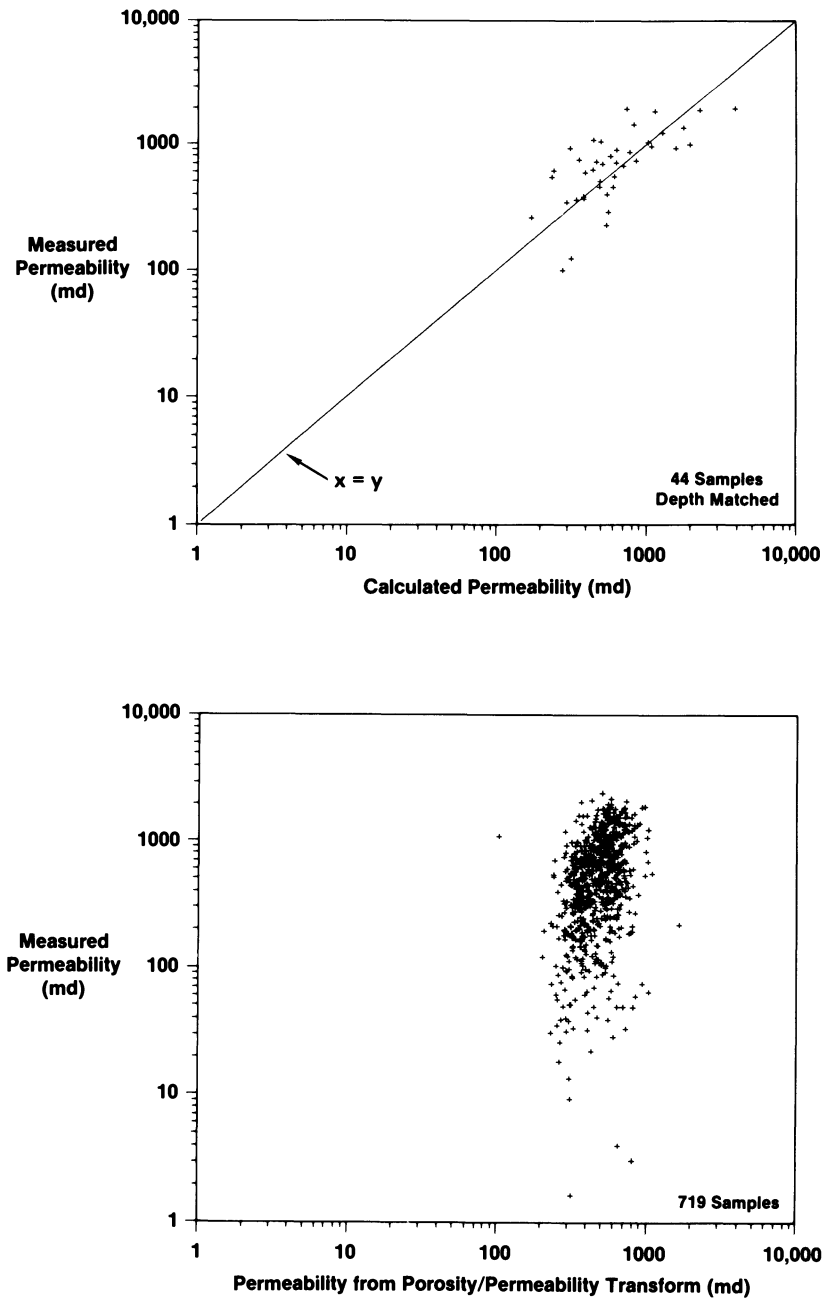 10,000
1000
Measured
Permeability
(md)
100
10
1
x = y
44 Samples
Depth Matched
1
10
100
1000
10,000
Calculated Permeability (md)
10,000
1000
Measured
Permeability
(md)
100
10
1
719 Samples
1
10
100
1000
10,000
Permeability from Porosity/Permeability Transform (md)